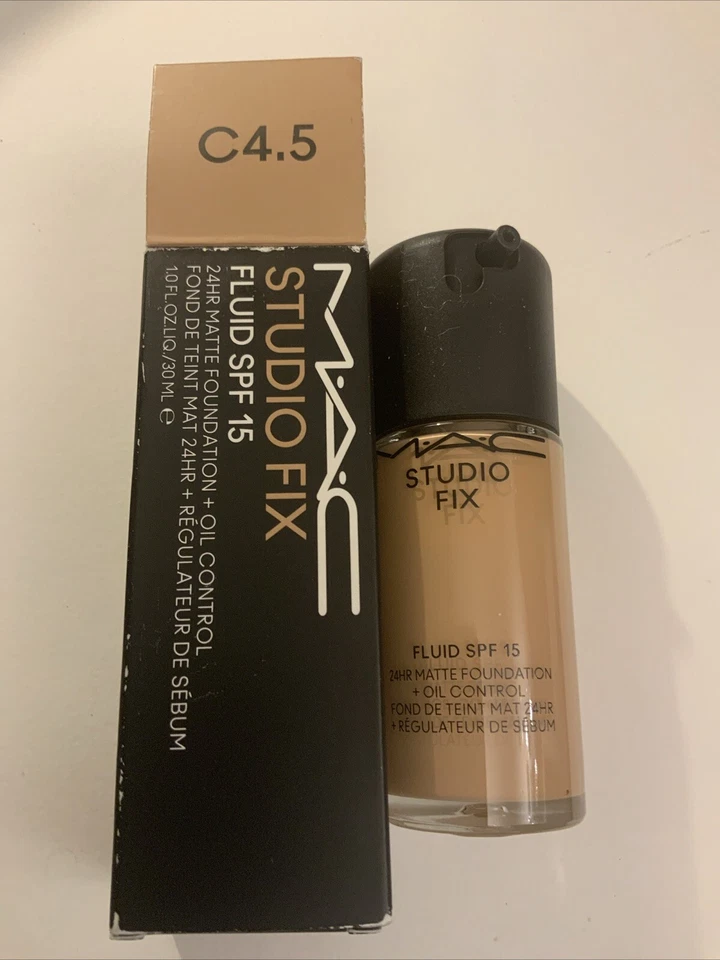 C4.5
M·A·C
STUDIO FIX
FLUID SPF 15
24HR MATTE FOUNDATION + OIL CONTROL
FOND DE TEINT MAT 24HR + RÉGULATEUR DE SÉBUM
1.0 FL.OZ.LIQ./30 ML e
M·A·C
STUDIO
FIX
FLUID SPF 15
24HR MATTE FOUNDATION
+ OIL CONTROL
FOND DE TEINT MAT 24HR
+ RÉGULATEUR DE SÉBUM